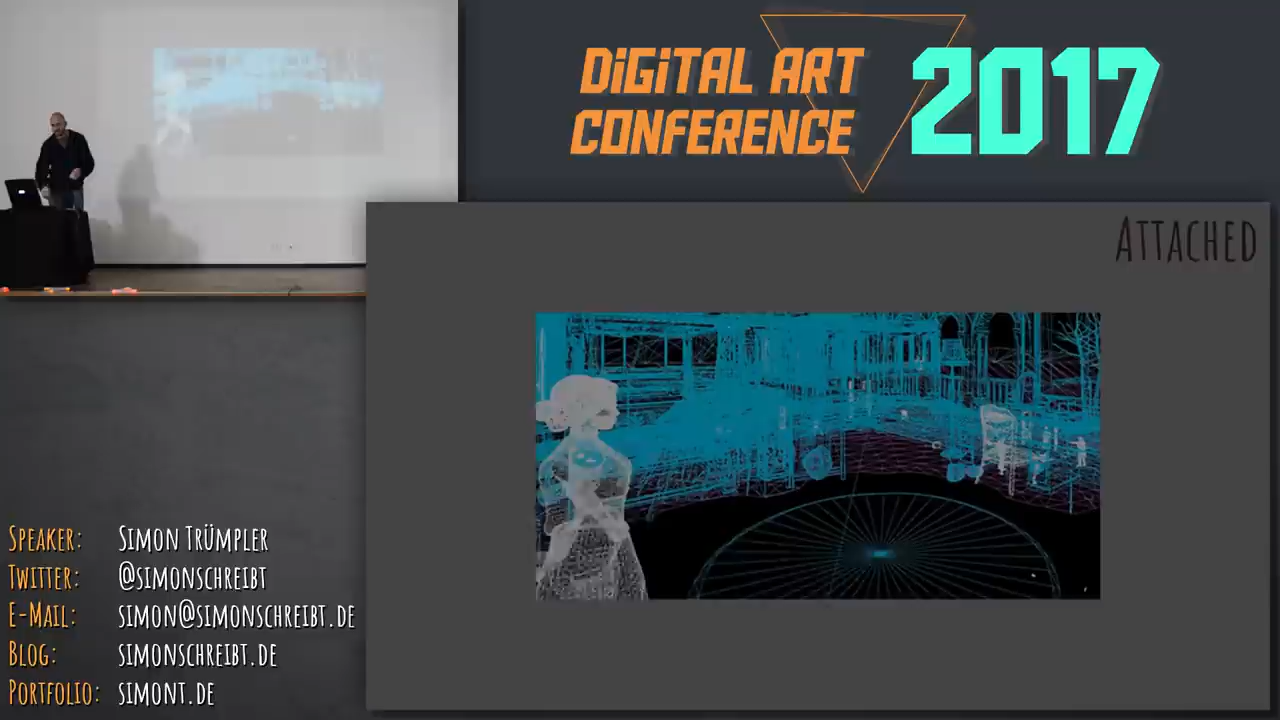 DiGiTAL ART
CONFERENCE
2017
ATTACHED
SPEAKER: SIMON TRÜMPLER
TWITTER: @SIMONSCHREIBT
E-MAIL: SIMON@SIMONSCHREIBT.DE
BLOG: SIMONSCHREIBT.DE
PORTFOLIO: SIMONT.DE